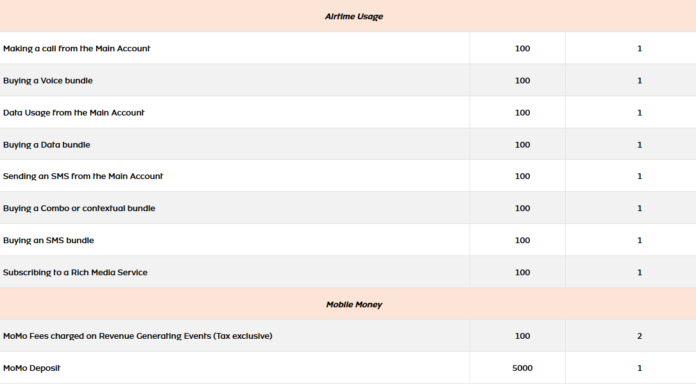 Airtime Usage
Making a call from the Main Account 100 1
Buying a Voice bundle 100 1
Data Usage from the Main Account 100 1
Buying a Data bundle 100 1
Sending an SMS from the Main Account 100 1
Buying a Combo or contextual bundle 100 1
Buying an SMS bundle 100 1
Subscribing to a Rich Media Service 100 1
Mobile Money
MoMo Fees charged on Revenue Generating Events (Tax exclusive) 100 2
MoMo Deposit 5000 1